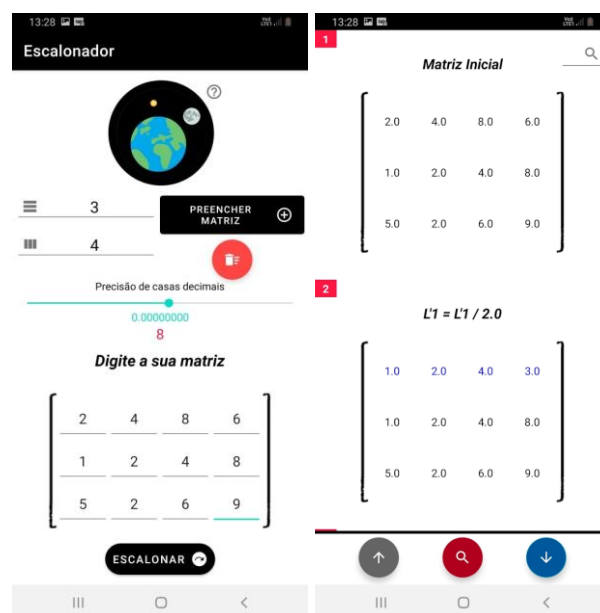 13:28
Escalonador
3
PREENCHER
MATRIZ
4
Precisão de casas decimais
0.00000000
8
Digite a sua matriz
2 4 8 6
1 2 4 8
5 2 6 9
ESCALONAR
13:28
1
Matriz Inicial
2.0 4.0 8.0 6.0
1.0 2.0 4.0 8.0
5.0 2.0 6.0 9.0
2
L'1 = L'1 / 2.0
1.0 2.0 4.0 3.0
1.0 2.0 4.0 8.0
5.0 2.0 6.0 9.0